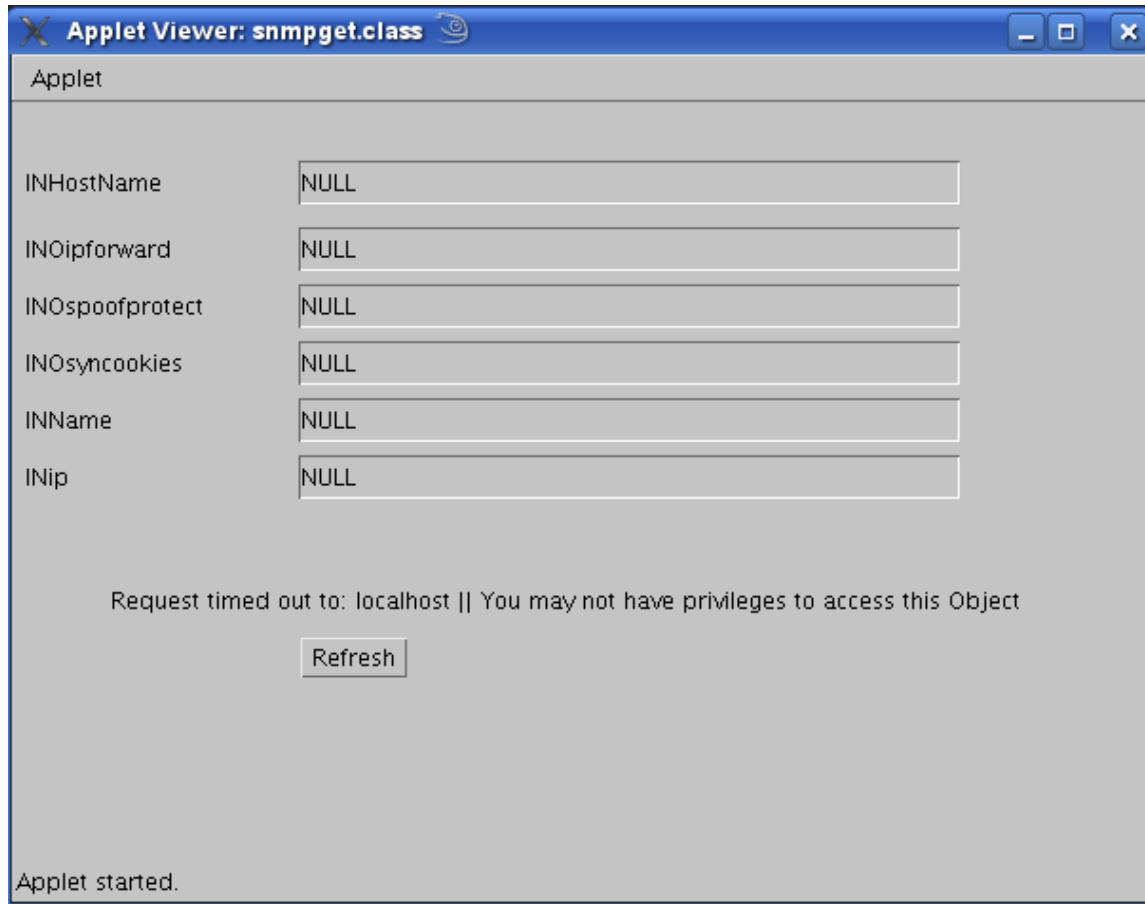 Applet Viewer: snmpget.class
Applet
INHostName NULL
INOipforward NULL
INOspoofprotect NULL
INOsyncookies NULL
INName NULL
INip NULL
Request timed out to: localhost || You may not have privileges to access this Object
Refresh
Applet started.